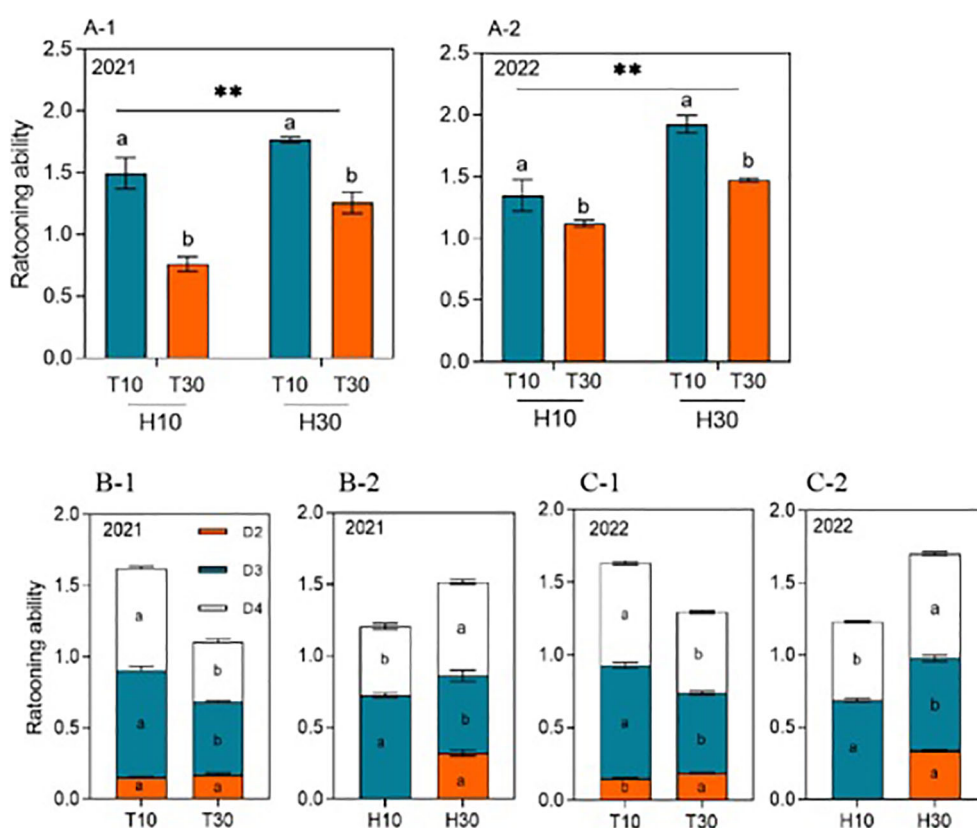 A-1
2.5
2021
**
2.0
a
a
1.5
b
1.0
b
0.5
0.0
Ratooning ability
T10 T30 T10 T30
H10 H30
A-2
2.5
2022
**
2.0
a
a
1.5
b
b
1.0
0.5
0.0
T10 T30 T10 T30
H10 H30
B-1
2.0
2021
D2
D3
D4
1.5
a
b
1.0
a
b
0.5
a
a
0.0
Ratooning ability
T10 T30
B-2
2.0
2021
1.5
a
b
1.0
b
a
0.5
a
0.0
H10 H30
C-1
2.0
2022
1.5
a
b
1.0
a
b
0.5
b
a
0.0
T10 T30
C-2
2.0
2022
1.5
a
b
1.0
b
a
0.5
a
0.0
H10 H30